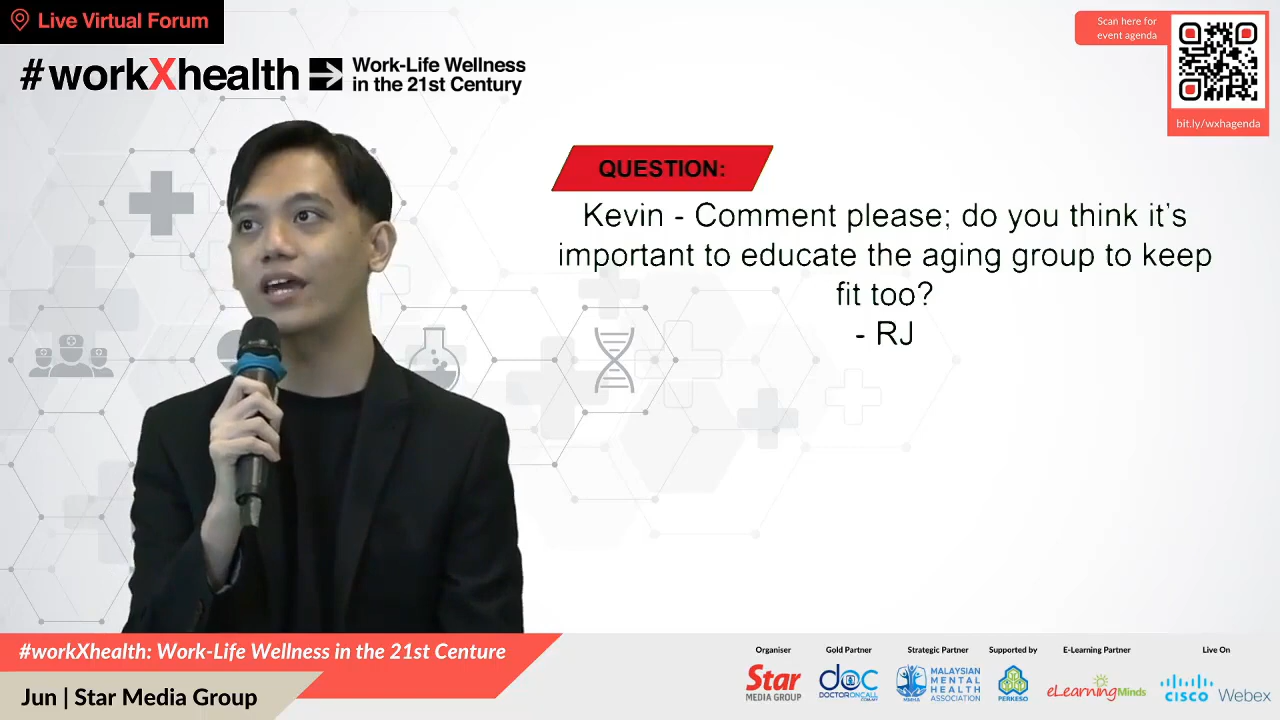 Live Virtual Forum
Scan here for
event agenda
#workXhealth
Work-Life Wellness
in the 21st Century
bit.ly/wxhagenda
QUESTION:
Kevin - Comment please; do you think it's
important to educate the aging group to keep
fit too?
- RJ
#workXhealth: Work-Life Wellness in the 21st Centure
Jun | Star Media Group
Organiser
Gold Partner
Strategic Partner
Supported by
E-Learning Partner
Live On
Star
MEDIA GROUP
doc
DOCTORONCALL
MALAYSIAN
MENTAL
HEALTH
ASSOCIATION
PERKESO
eLearningMinds
CISCO
Webex